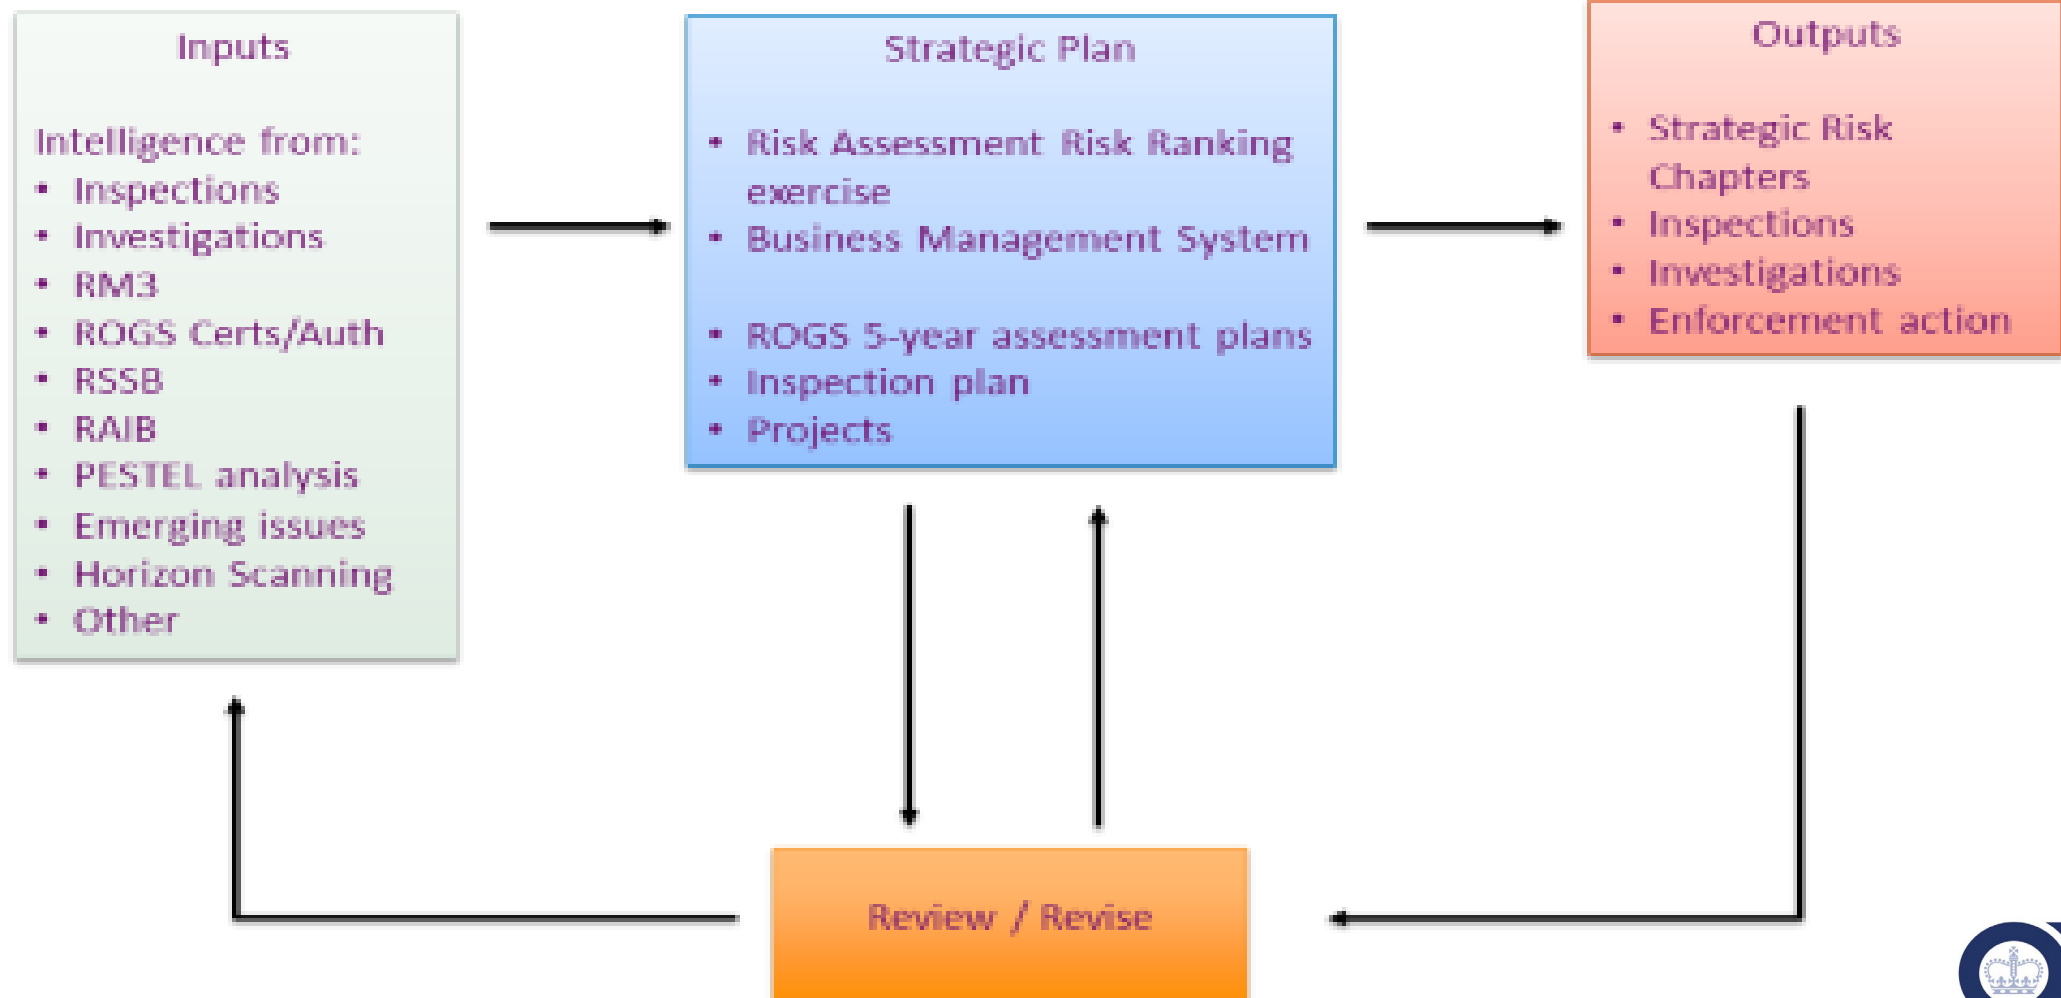 Inputs
Intelligence from:
• Inspections
• Investigations
• RM3
• ROGS Certs/Auth
• RSSB
• RAIB
• PESTEL analysis
• Emerging issues
• Horizon Scanning
• Other
Strategic Plan
• Risk Assessment Risk Ranking
exercise
• Business Management System
• ROGS 5-year assessment plans
• Inspection plan
• Projects
Outputs
• Strategic Risk
Chapters
• Inspections
• Investigations
• Enforcement action
Review / Revise